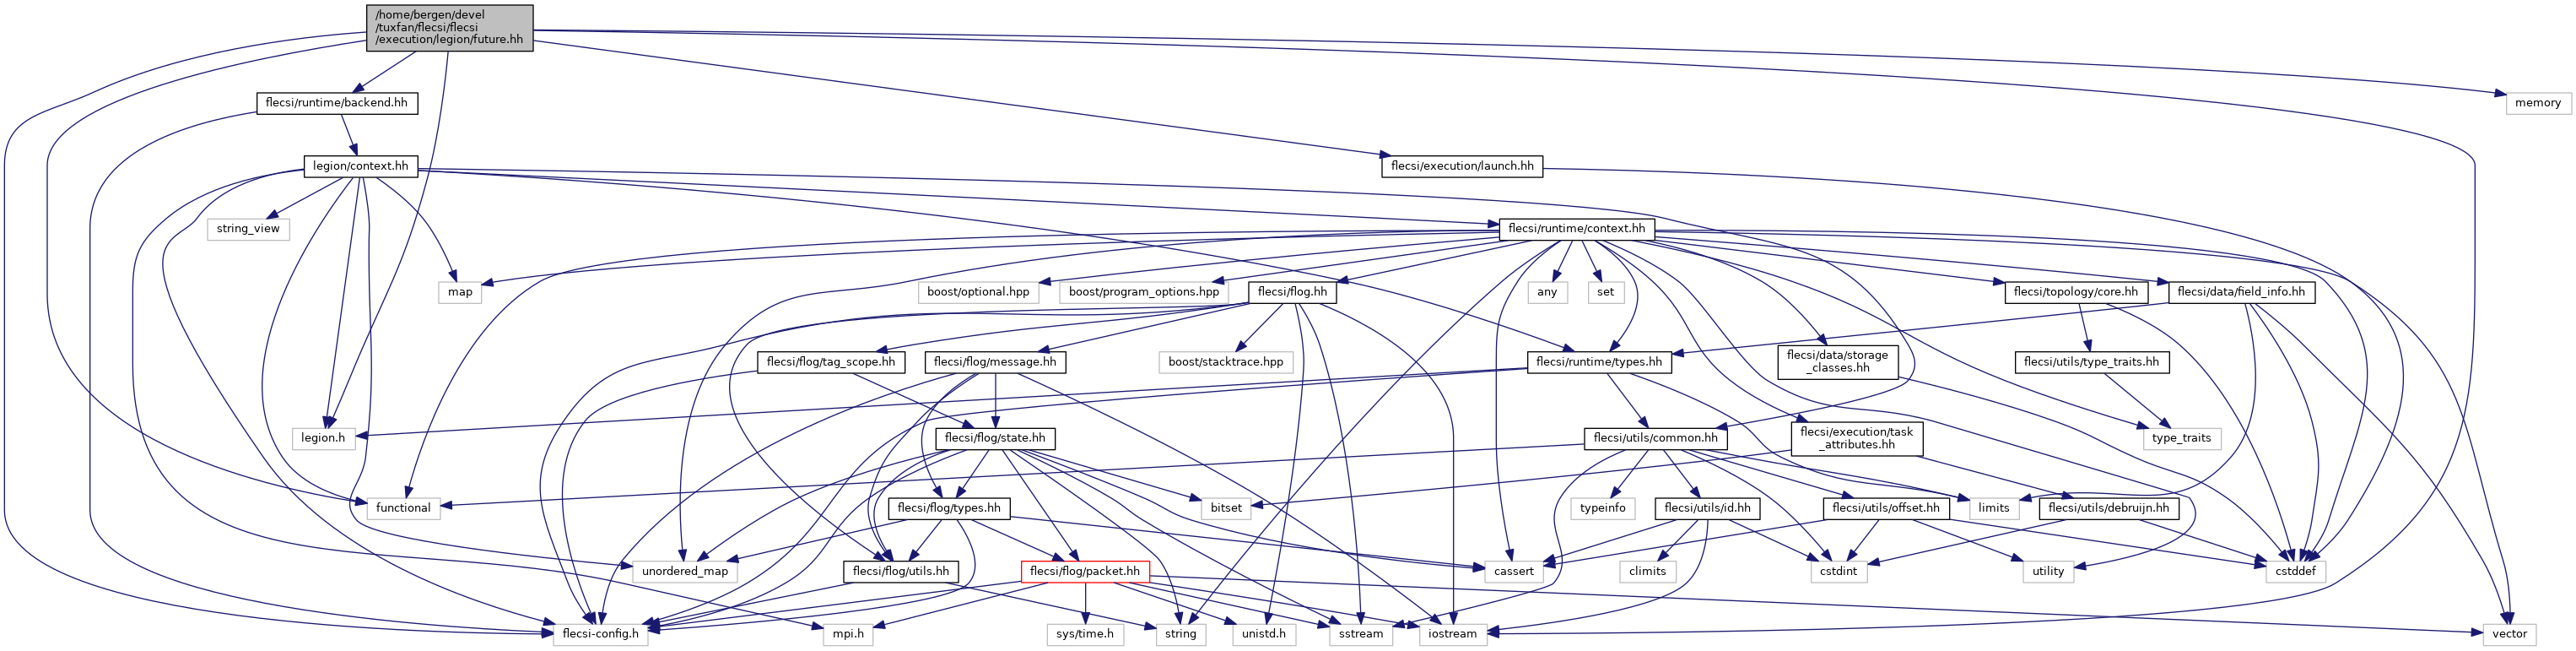 /home/bergen/devel
/tuxfan/flecsi/flecsi
/execution/legion/future.hh
flecsi/runtime/backend.hh
memory
legion/context.hh
flecsi/execution/launch.hh
string_view
flecsi/runtime/context.hh
map
boost/optional.hpp
boost/program_options.hpp
flecsi/flog.hh
any
set
flecsi/topology/core.hh
flecsi/data/field_info.hh
flecsi/flog/tag_scope.hh
flecsi/flog/message.hh
boost/stacktrace.hpp
flecsi/runtime/types.hh
flecsi/data/storage
_classes.hh
flecsi/utils/type_traits.hh
legion.h
flecsi/flog/state.hh
flecsi/utils/common.hh
flecsi/execution/task
_attributes.hh
type_traits
functional
flecsi/flog/types.hh
bitset
typeinfo
flecsi/utils/id.hh
flecsi/utils/offset.hh
limits
flecsi/utils/debruijn.hh
unordered_map
flecsi/flog/utils.hh
flecsi/flog/packet.hh
cassert
climits
cstdint
utility
cstddef
flecsi-config.h
mpi.h
sys/time.h
string
unistd.h
sstream
iostream
vector